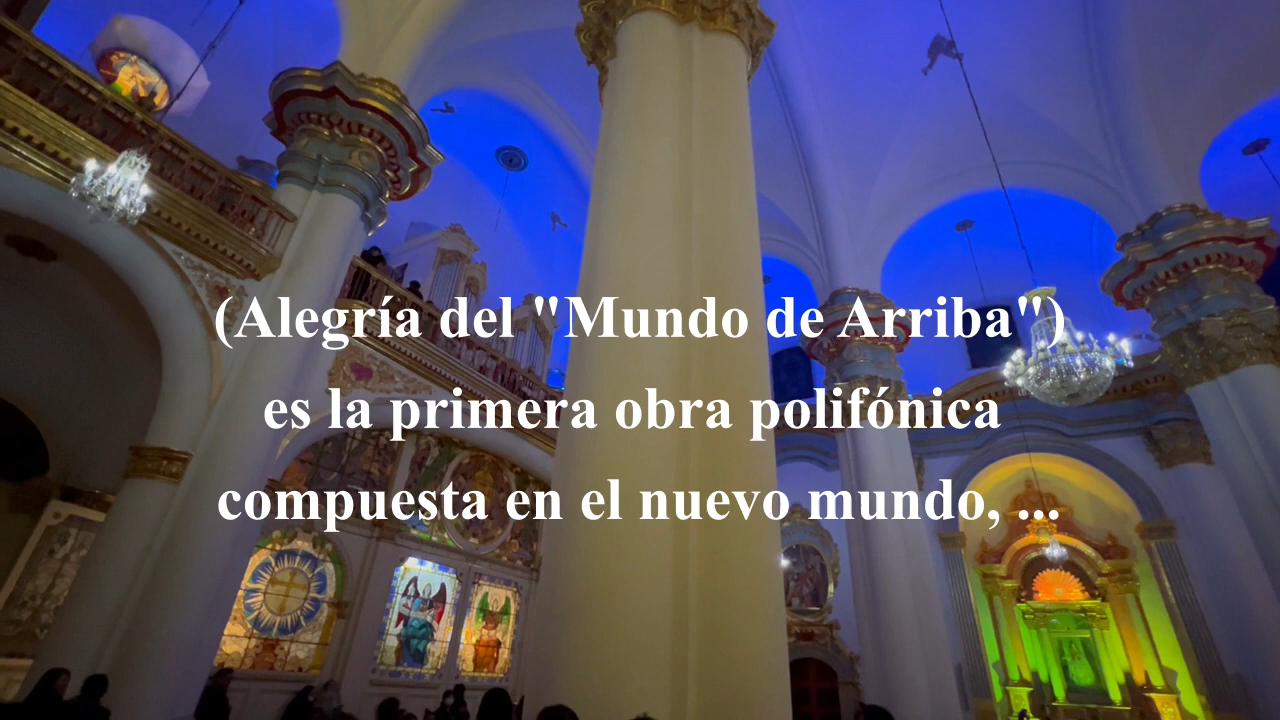 (Alegría del "Mundo de Arriba")
es la primera obra polifónica
compuesta en el nuevo mundo, ...